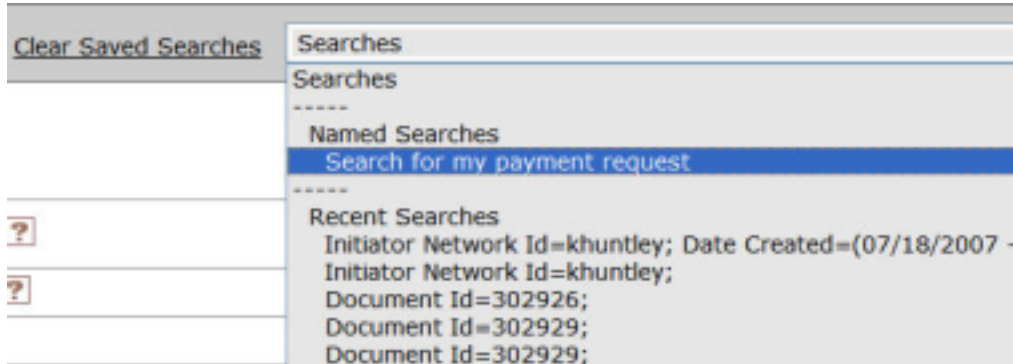 Clear Saved Searches
Searches
Searches
-----
Named Searches
Search for my payment request
-----
Recent Searches
?
Initiator Network Id=khuntley; Date Created=(07/18/2007 -
Initiator Network Id=khuntley;
?
Document Id=302926;
Document Id=302929;
Document Id=302929;